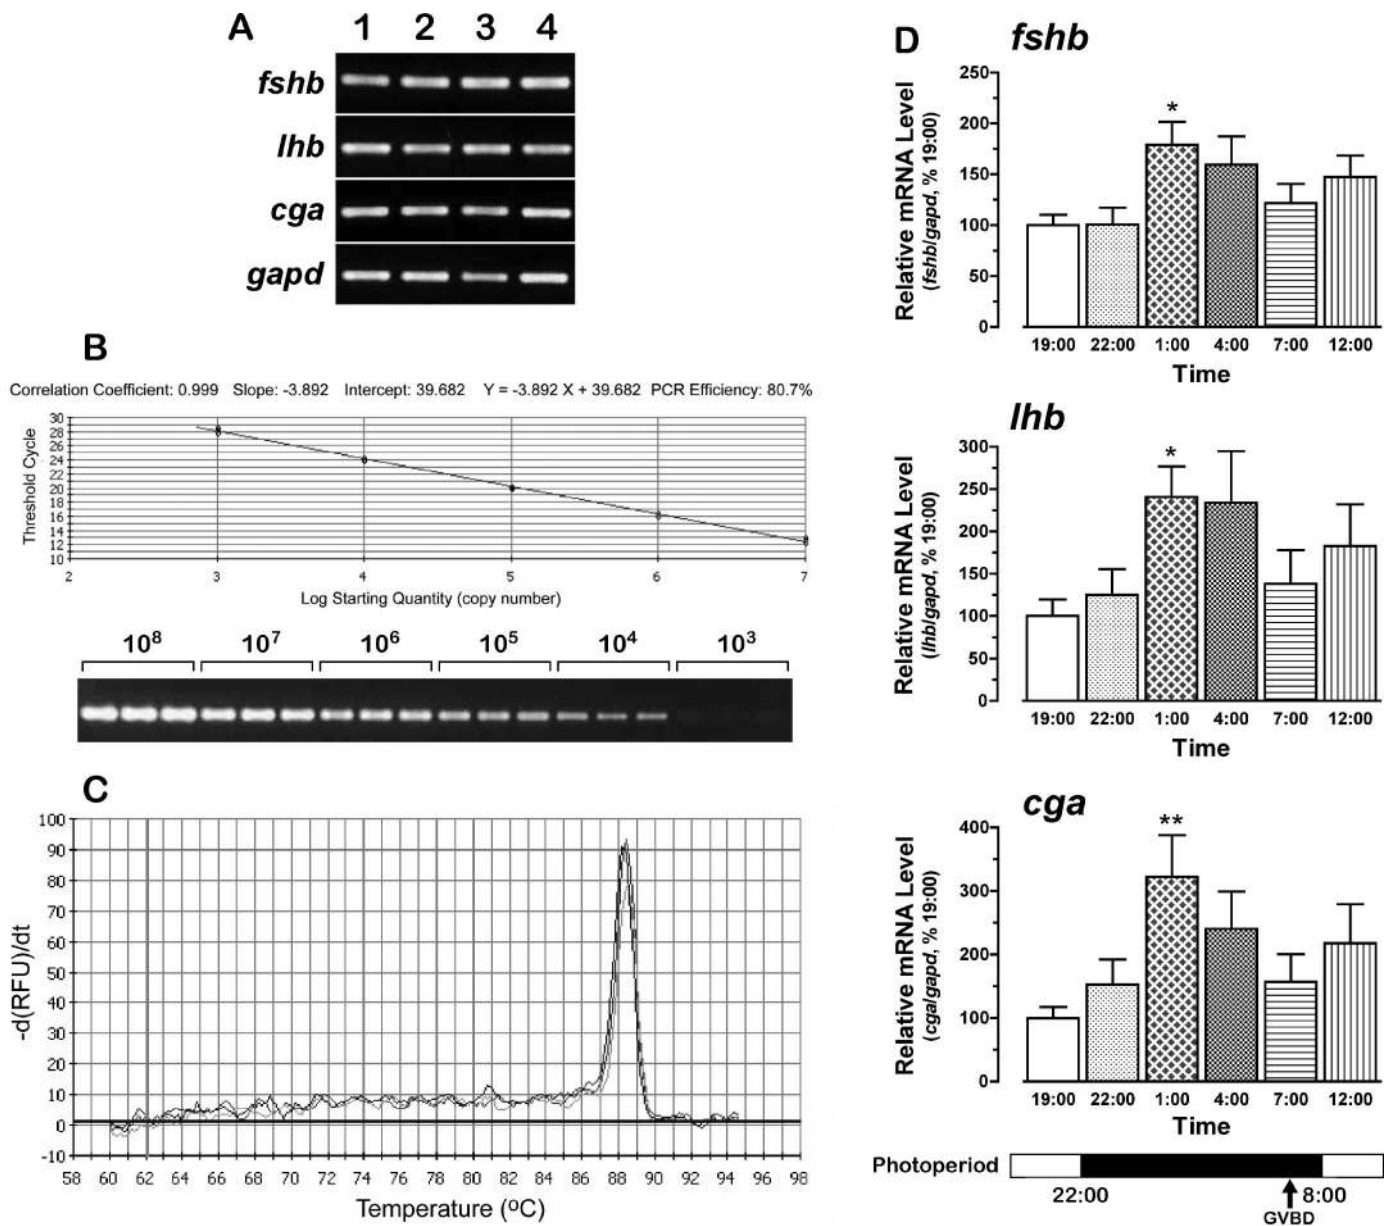 A
1 2 3 4
fshb
lhb
cga
gapd
B
Correlation Coefficient: 0.999 Slope: -3.892 Intercept: 39.682 Y = -3.892 X + 39.682 PCR Efficiency: 80.7%
Threshold Cycle
30
28
26
24
22
20
18
16
14
12
10
2 3 4 5 6 7
Log Starting Quantity (copy number)
10⁸ 10⁷ 10⁶ 10⁵ 10⁴ 10³
C
-d(RFU)/dt
100
90
80
70
60
50
40
30
20
10
0
-10
58 60 62 64 66 68 70 72 74 76 78 80 82 84 86 88 90 92 94 96 98
Temperature (ºC)
D
fshb
Relative mRNA Level
(fshb/gapd, % 19:00)
250
200
150
100
50
0
*
19:00 22:00 1:00 4:00 7:00 12:00
Time
lhb
Relative mRNA Level
(lhb/gapd, % 19:00)
300
250
200
150
100
50
0
*
19:00 22:00 1:00 4:00 7:00 12:00
Time
cga
Relative mRNA Level
(cga/gapd, % 19:00)
400
300
200
100
0
**
19:00 22:00 1:00 4:00 7:00 12:00
Time
Photoperiod
22:00 8:00
GVBD